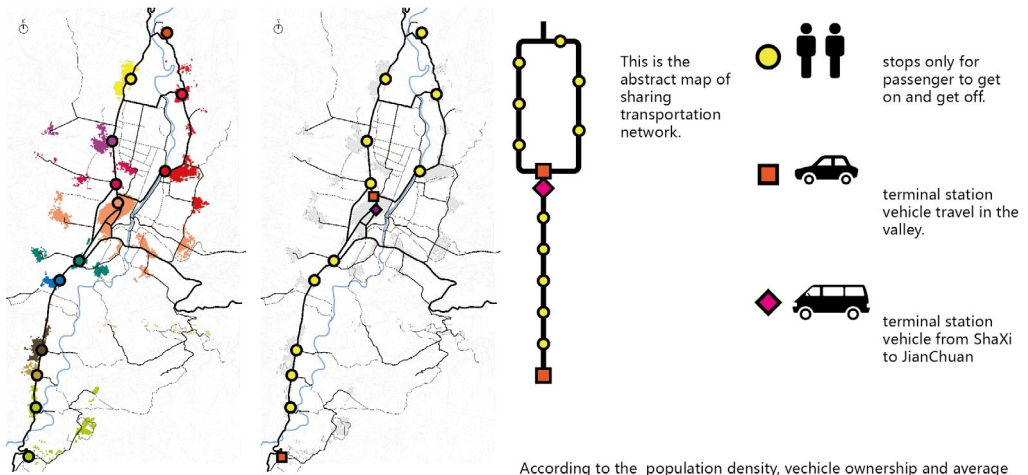 This is the
abstract map of
sharing
transportation
network.
stops only for
passenger to get
on and get off.
terminal station
vehicle travel in the
valley.
terminal station
vehicle from ShaXi
to JianChuan
According to the population density, vechicle ownership and average